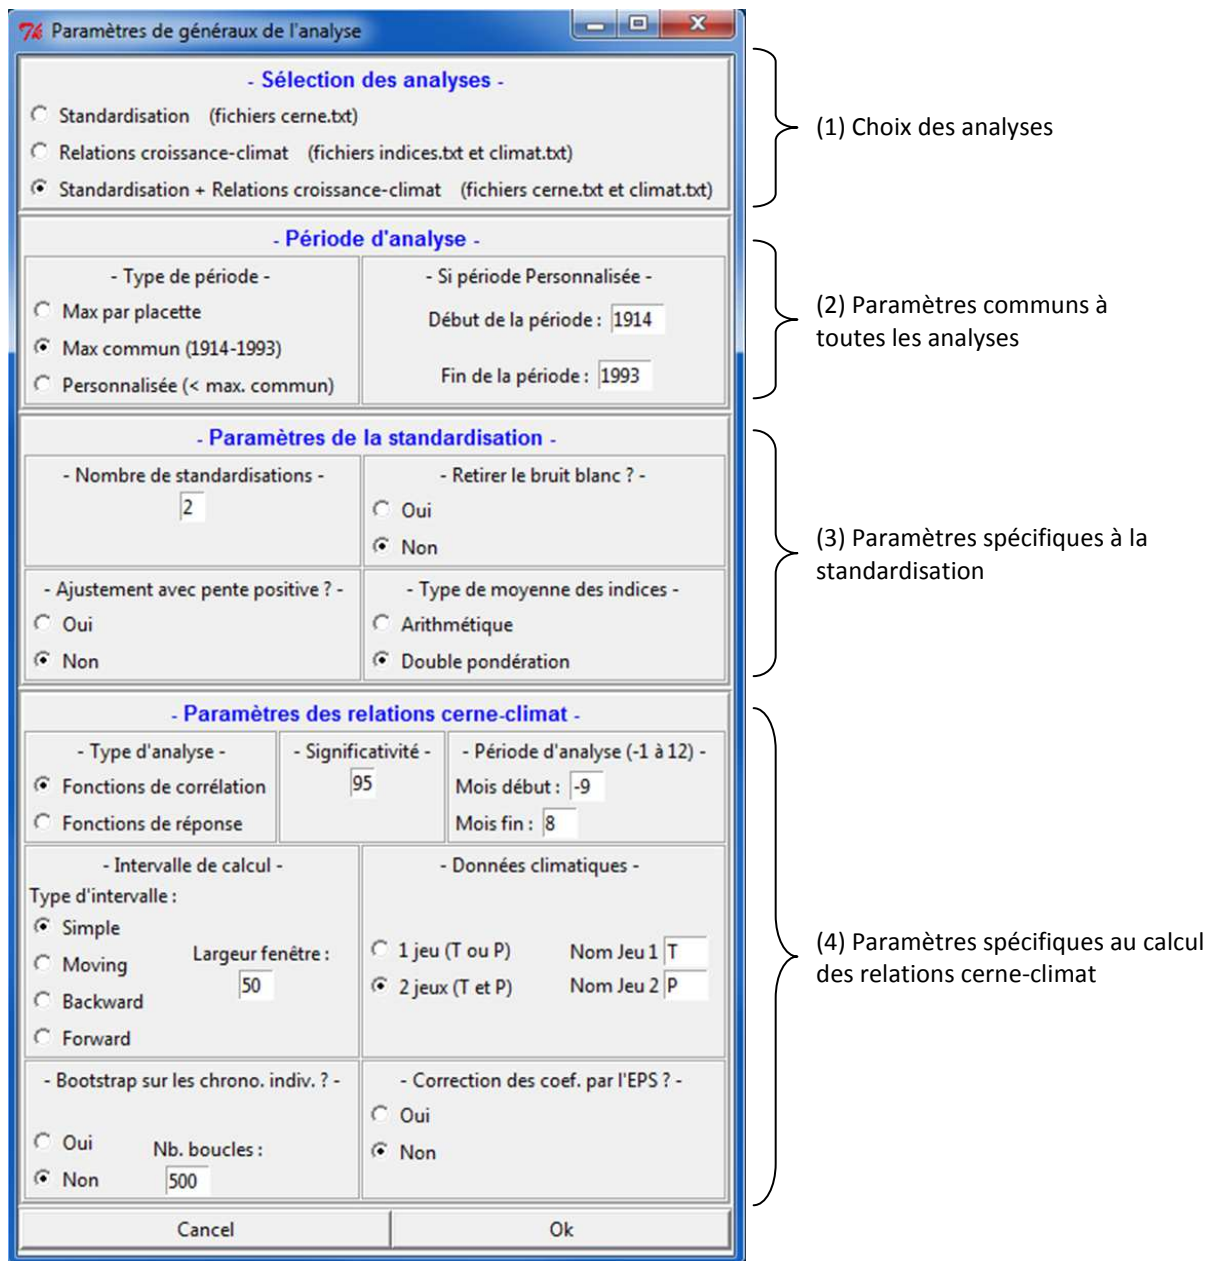 Paramètres de généraux de l'analyse
- Sélection des analyses -
Standardisation (fichiers cerne.txt)
Relations croissance-climat (fichiers indices.txt et climat.txt)
Standardisation + Relations croissance-climat (fichiers cerne.txt et climat.txt)
(1) Choix des analyses
- Période d'analyse -
- Type de période -
Max par placette
Max commun (1914-1993)
Personnalisée (< max. commun)
- Si période Personnalisée -
Début de la période : 1914
Fin de la période : 1993
(2) Paramètres communs à
toutes les analyses
- Paramètres de la standardisation -
- Nombre de standardisations -
2
- Retirer le bruit blanc ? -
Oui
Non
- Ajustement avec pente positive ? -
Oui
Non
- Type de moyenne des indices -
Arithmétique
Double pondération
(3) Paramètres spécifiques à la
standardisation
- Paramètres des relations cerne-climat -
- Type d'analyse -
Fonctions de corrélation
Fonctions de réponse
- Significativité -
95
- Période d'analyse (-1 à 12) -
Mois début : -9
Mois fin : 8
- Intervalle de calcul -
Type d'intervalle :
Simple
Moving
Backward
Forward
Largeur fenêtre :
50
- Données climatiques -
1 jeu (T ou P) Nom Jeu 1 T
2 jeux (T et P) Nom Jeu 2 P
- Bootstrap sur les chrono. indiv. ? -
Oui
Non
Nb. boucles :
500
- Correction des coef. par l'EPS ? -
Oui
Non
(4) Paramètres spécifiques au calcul
des relations cerne-climat
Cancel
Ok